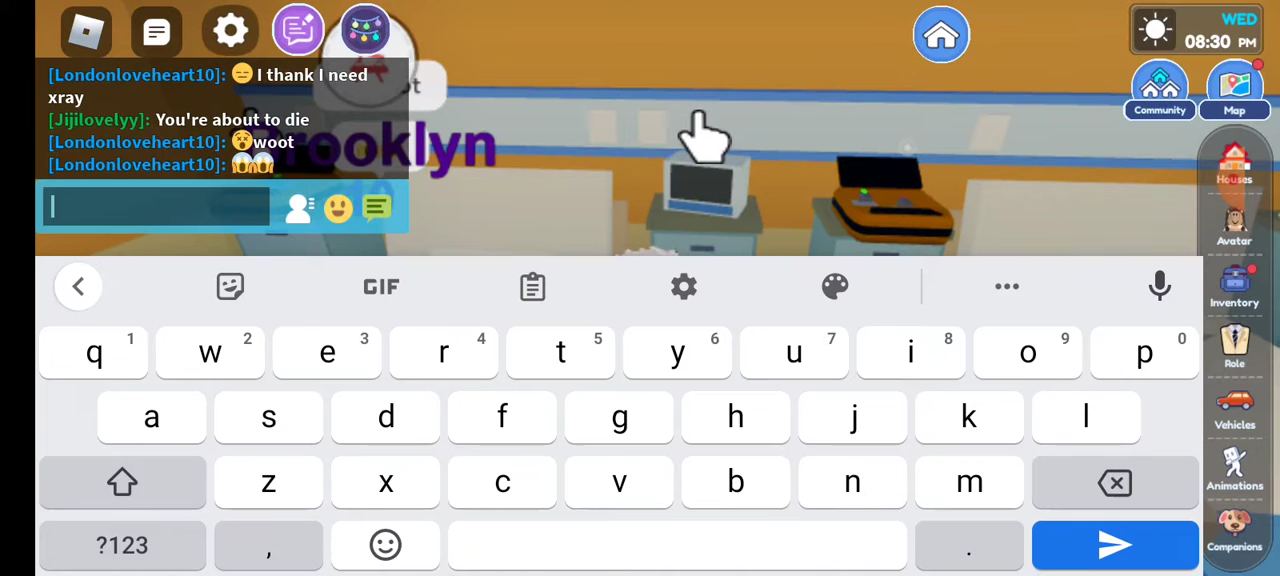 WED
08:30 PM
[Londonloveheart10]: 😑 I thank I need
xray
[Jijilovelyy]: You're about to die
[Londonloveheart10]: 😵woot
[Londonloveheart10]: 😱😱
Brooklyn
Community
Map
Houses
Avatar
Inventory
Role
Vehicles
Animations
Companions
GIF
q 1 w 2 e 3 r 4 t 5 y 6 u 7 i 8 o 9 p 0
a s d f g h j k l
z x c v b n m
?123 , .